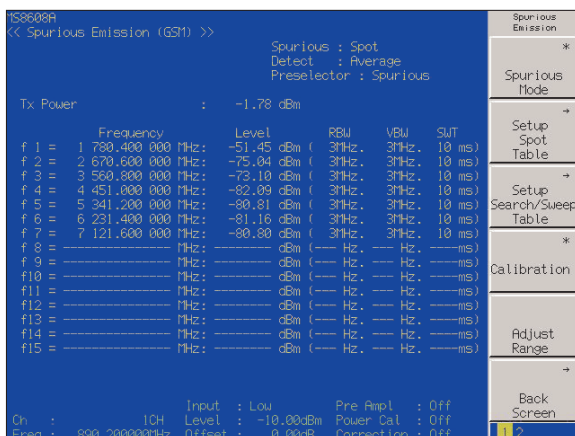 MS8608A
<< Spurious Emission (GSM) >>
Spurious : Spot
Detect : Average
Preselector : Spurious
Tx Power : -1.78 dBm
Frequency Level RBW VBW SWT
f 1 = 1 780.400 000 MHz: -51.45 dBm ( 3MHz. 3MHz. 10 ms)
f 2 = 2 670.600 000 MHz: -75.04 dBm ( 3MHz. 3MHz. 10 ms)
f 3 = 3 560.800 000 MHz: -73.10 dBm ( 3MHz. 3MHz. 10 ms)
f 4 = 4 451.000 000 MHz: -82.09 dBm ( 3MHz. 3MHz. 10 ms)
f 5 = 5 341.200 000 MHz: -80.81 dBm ( 3MHz. 3MHz. 10 ms)
f 6 = 6 231.400 000 MHz: -81.16 dBm ( 3MHz. 3MHz. 10 ms)
f 7 = 7 121.600 000 MHz: -80.80 dBm ( 3MHz. 3MHz. 10 ms)
f 8 = ---------------- MHz: ------- dBm (--- Hz. --- Hz. ----ms)
f 9 = ---------------- MHz: ------- dBm (--- Hz. --- Hz. ----ms)
f10 = ---------------- MHz: ------- dBm (--- Hz. --- Hz. ----ms)
f11 = ---------------- MHz: ------- dBm (--- Hz. --- Hz. ----ms)
f12 = ---------------- MHz: ------- dBm (--- Hz. --- Hz. ----ms)
f13 = ---------------- MHz: ------- dBm (--- Hz. --- Hz. ----ms)
f14 = ---------------- MHz: ------- dBm (--- Hz. --- Hz. ----ms)
f15 = ---------------- MHz: ------- dBm (--- Hz. --- Hz. ----ms)
Input : Low Pre Ampl : Off
Ch : 1CH Level : -10.00dBm Power Cal : Off
Freq : 890.200000MHz Offset : 0.00dB Correction : Off
Spurious
Emission
*
Spurious
Mode
→
Setup
Spot
Table
→
Setup
Search/Sweep
Table
*
Calibration
Adjust
Range
→
Back
Screen
1 2